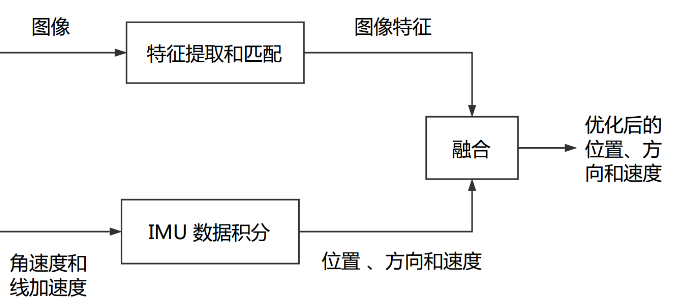 图像
图像特征
特征提取和匹配
融合
优化后的
位置、方
向和速度
IMU 数据积分
角速度和
线加速度
位置 、方向和速度